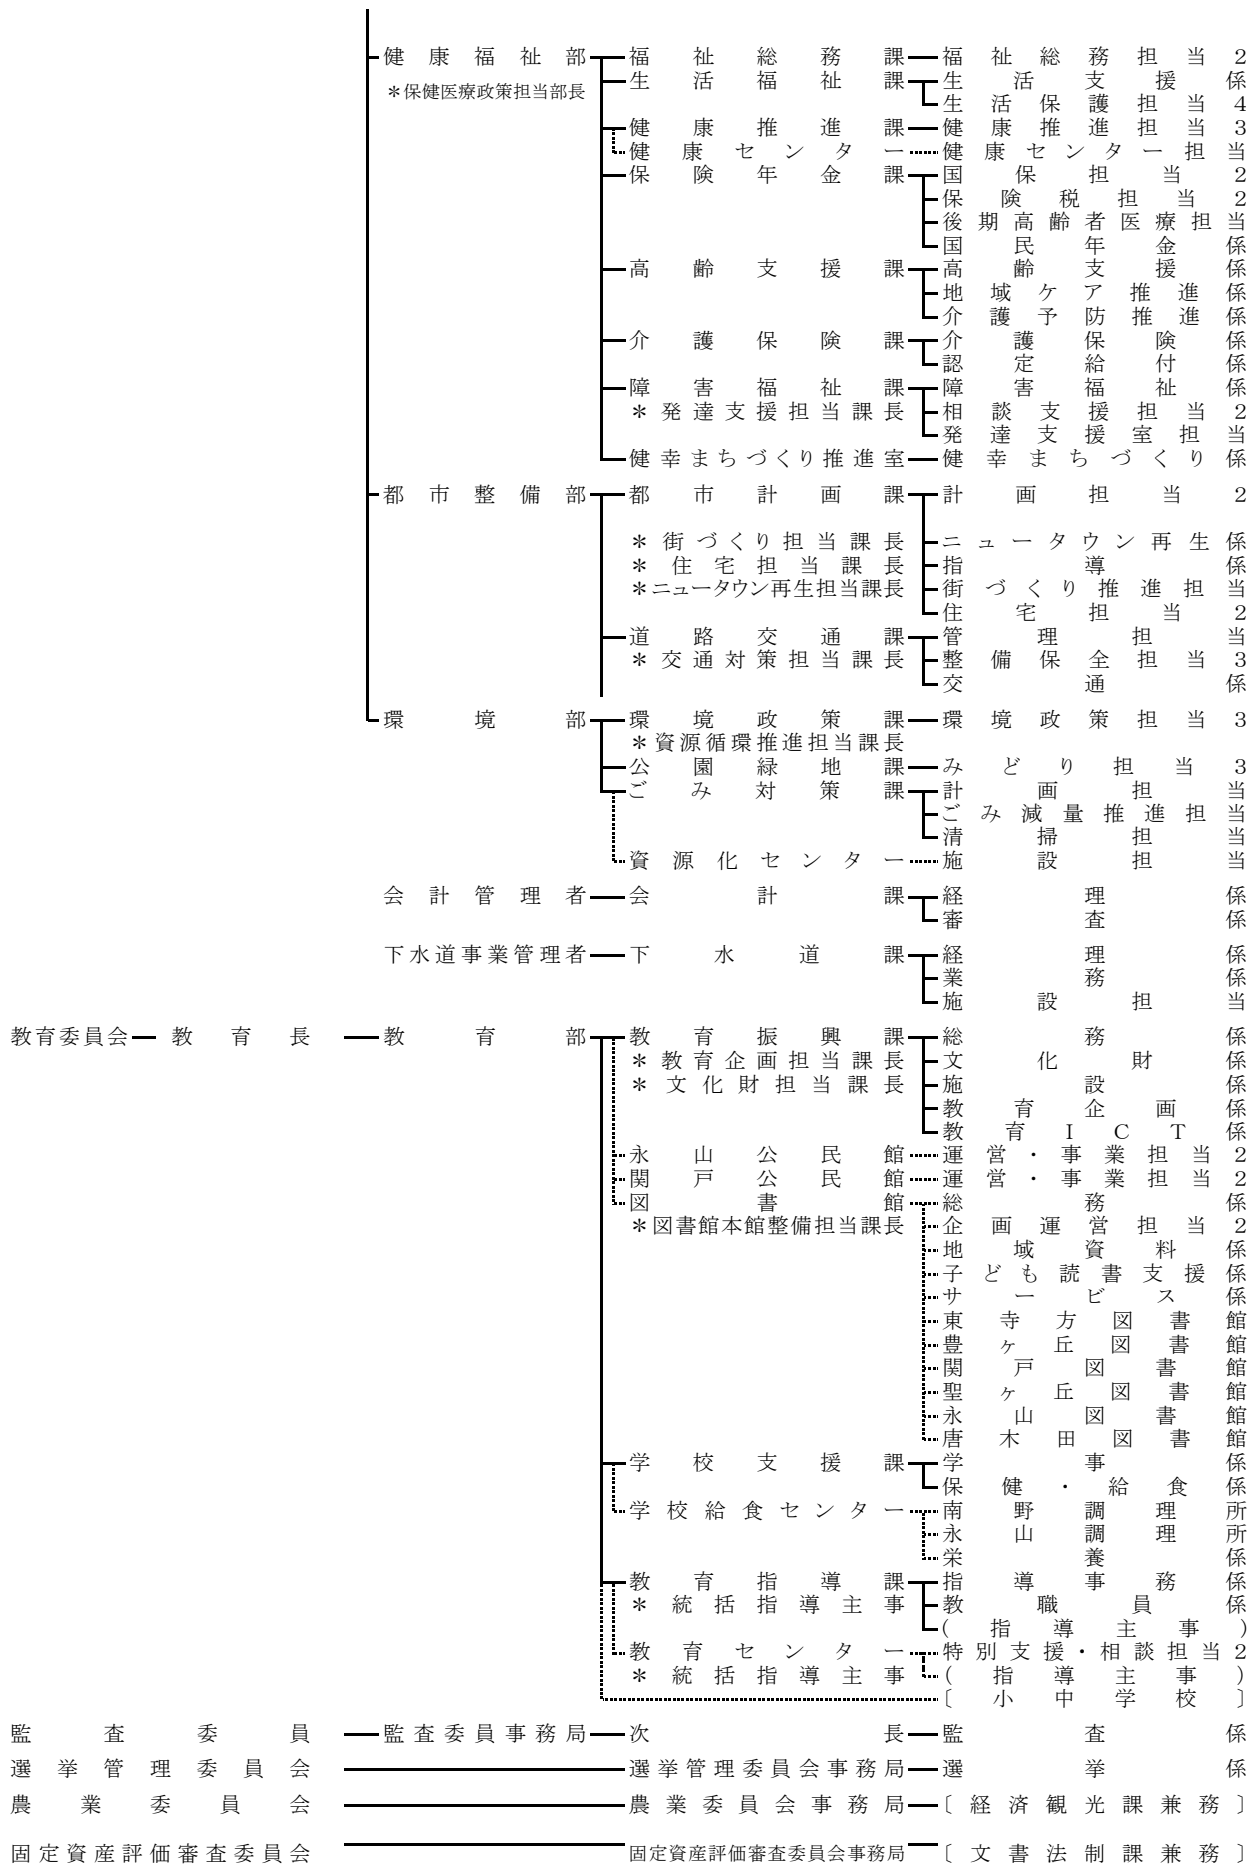 健康福祉部 福祉総務課 福祉総務担当2
生活福祉課 生活支援係
＊保健医療政策担当部長
生活保護担当4
健康推進課 健康推進担当3
健康センター 健康センター担当
保険年金課 国保担当2
保険税担当2
後期高齢者医療担当
国民年金係
高齢支援課 高齢支援係
地域ケア推進係
介護予防推進係
介護保険課 介護保険係
認定給付係
障害福祉課 障害福祉係
＊発達支援担当課長 相談支援担当2
発達支援室担当
健幸まちづくり推進室 健幸まちづくり係
都市整備部 都市計画課 計画担当2
＊街づくり担当課長 ニュータウン再生係
＊住宅担当課長 指導係
＊ニュータウン再生担当課長 街づくり推進担当
住宅担当2
道路交通課 管理担当
＊交通対策担当課長 整備保全担当3
交通係
環境部 環境政策課 環境政策担当3
＊資源循環推進担当課長
公園緑地課 みどり担当3
ごみ対策課 計画担当
ごみ減量推進担当
清掃担当
資源化センター 施設担当
会計管理者 会計課 経理係
審査係
下水道事業管理者 下水道課 経理係
業務係
施設担当
教育委員会 教育長 教育部 教育振興課 総務係
＊教育企画担当課長 文化財係
＊文化財担当課長 施設係
教育企画係
教育ICT係
永山公民館 運営・事業担当2
関戸公民館 運営・事業担当2
図書館 総務係
＊図書館本館整備担当課長 企画運営担当2
地域資料係
子ども読書支援係
サービス係
東寺方図書館
豊ヶ丘図書館
関戸図書館
聖ヶ丘図書館
永山図書館
唐木田図書館
学校支援課 学事係
保健・給食係
学校給食センター 南野調理所
永山調理所
栄養係
教育指導課 指導事務係
＊統括指導主事 教職員係
(指導主事)
教育センター 特別支援・相談担当2
＊統括指導主事 (指導主事)
〔小中学校〕
監査委員 監査委員事務局 次長 監査係
選挙管理委員会 選挙管理委員会事務局 選挙係
農業委員会 農業委員会事務局 〔経済観光課兼務〕
固定資産評価審査委員会 固定資産評価審査委員会事務局 〔文書法制課兼務〕